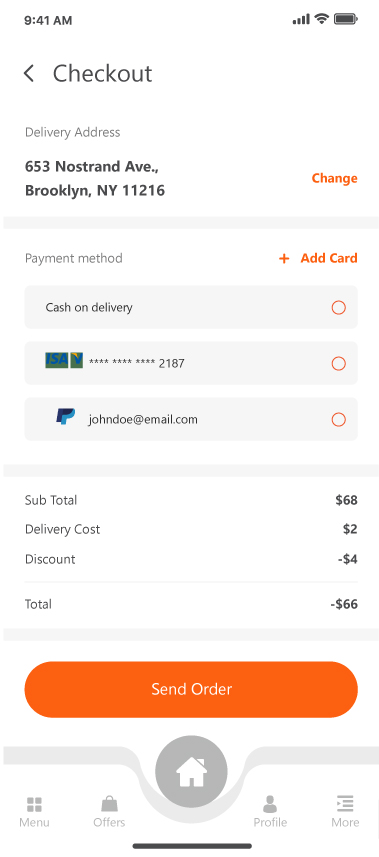 9:41 AM
Checkout
Delivery Address
653 Nostrand Ave.,
Brooklyn, NY 11216
Change
Payment method
+ Add Card
Cash on delivery
ISA V **** **** **** 2187
johndoe@email.com
Sub Total $68
Delivery Cost $2
Discount -$4
Total -$66
Send Order
Menu Offers Profile More